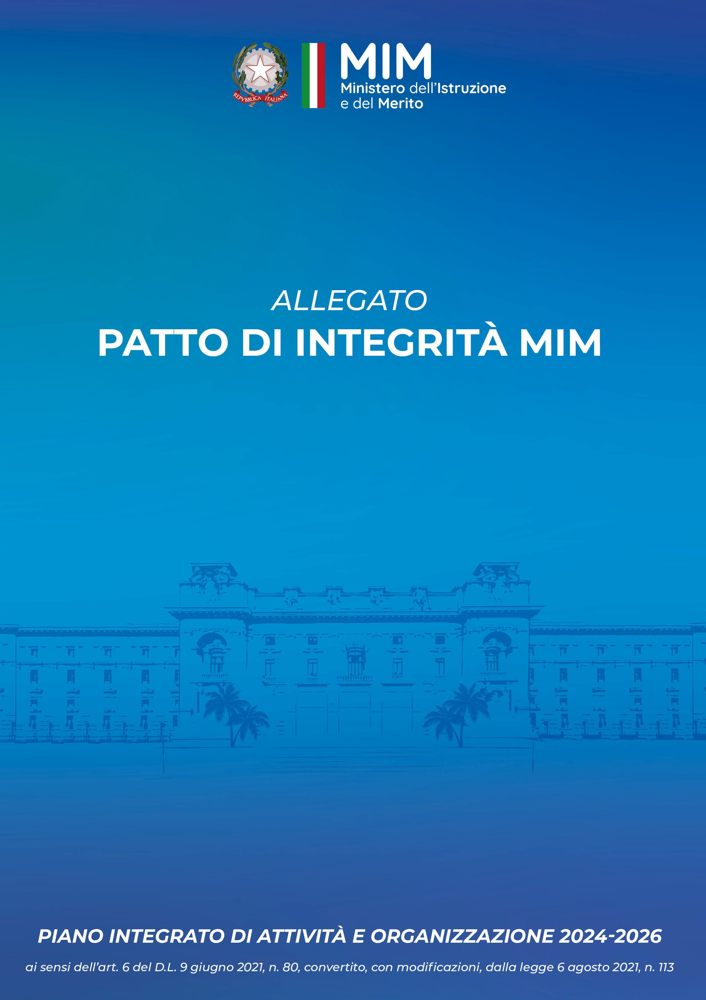 REPVBBLICA ITALIANA
MIM
Ministero dell’Istruzione
e del Merito
ALLEGATO
PATTO DI INTEGRITÀ MIM
PIANO INTEGRATO DI ATTIVITÀ E ORGANIZZAZIONE 2024-2026
ai sensi dell’art. 6 del D.L. 9 giugno 2021, n. 80, convertito, con modificazioni, dalla legge 6 agosto 2021, n. 113